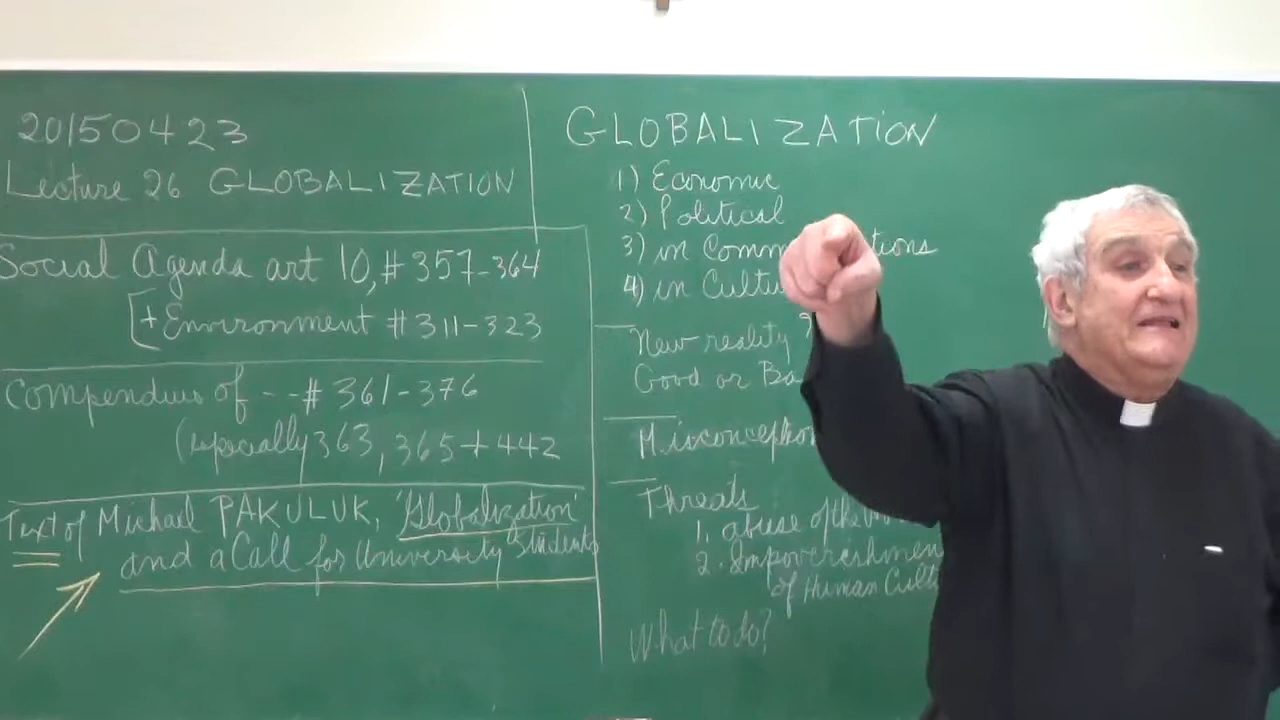 20150423
Lecture 26 GLOBALIZATION
Social Agenda art 10, #357-364
[+Environment #311-323
Compendium of --# 361-376
(especially 363, 365+442
Text of Michael PAKULUK, 'Globalization'
and a Call for University Students
GLOBALIZATION
1) Economic
2) Political
3) in Comm tions
4) in Cultu
New reality ?
Good or Ba
Misconception
Threats
1. abuse of the
2. Impoverishmen
of Human Cult
What to do?